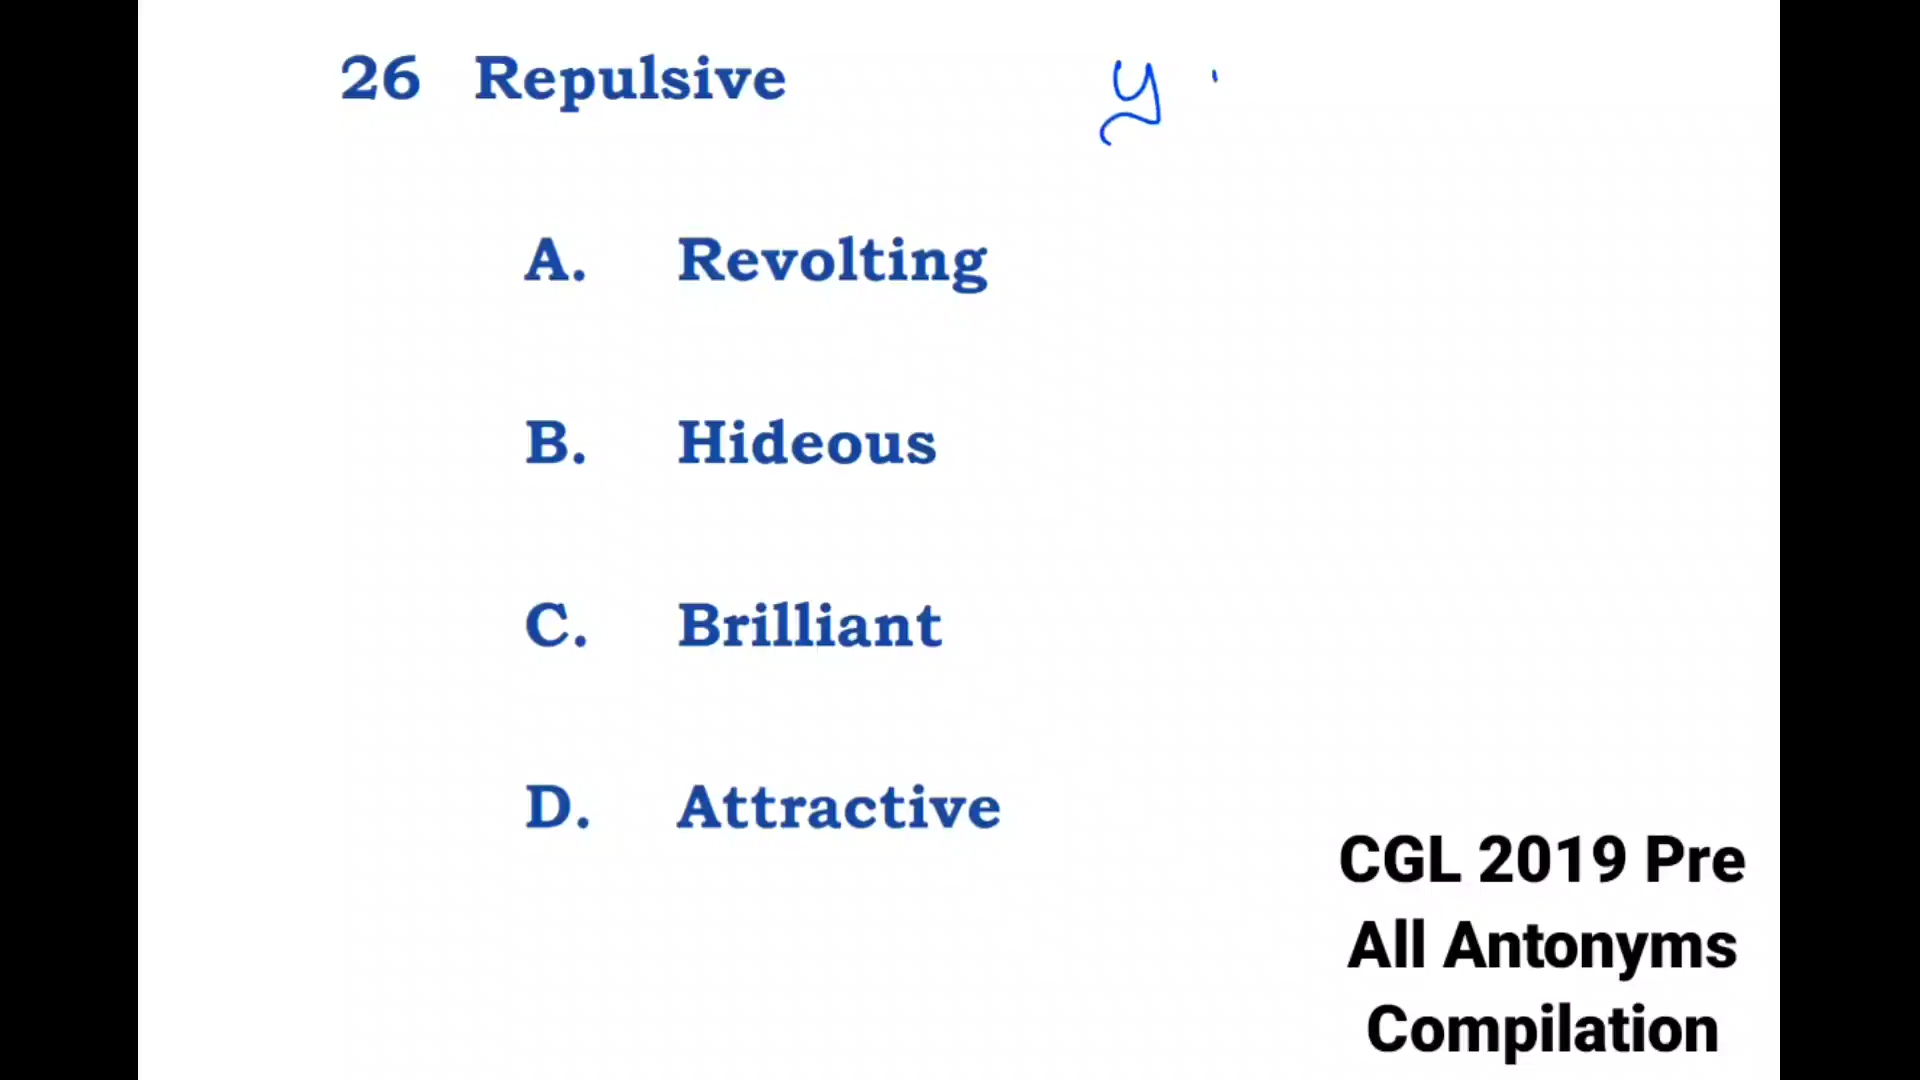 26 Repulsive
A. Revolting
B. Hideous
C. Brilliant
D. Attractive
CGL 2019 Pre
All Antonyms
Compilation